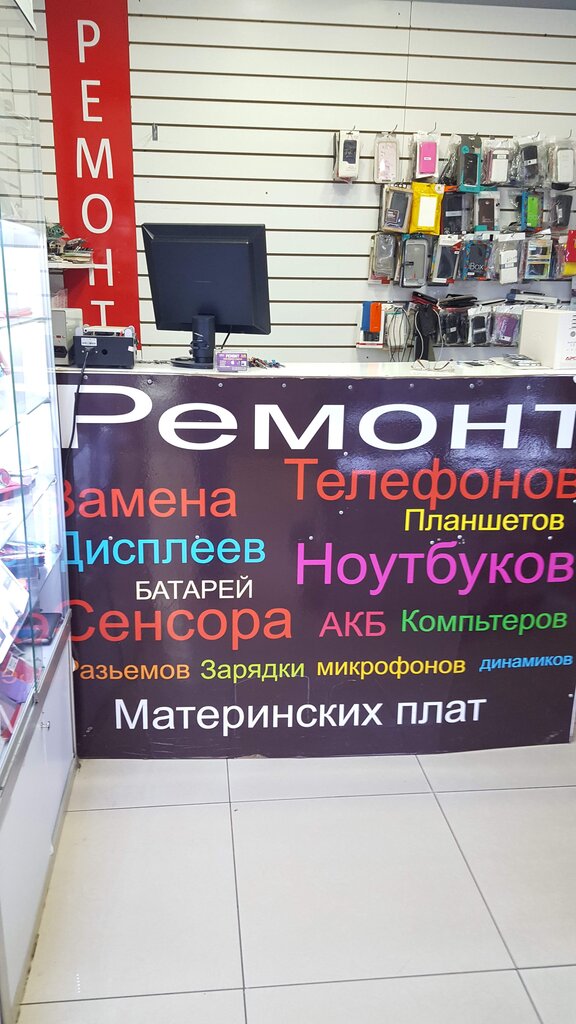 РЕМОНТ
Ремонт
Замена Телефонов
Планшетов
Дисплеев Ноутбуков
БАТАРЕЙ
Сенсора АКБ Компьтеров
Разьемов Зарядки микрофонов динамиков
Материнских плат